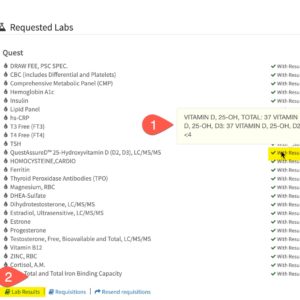 Requested Labs
Quest
DRAW FEE, PSC SPEC.
CBC (includes Differential and Platelets) With Resu
Comprehensive Metabolic Panel (CMP) With Resu
Hemoglobin A1c With Resu
Insulin With Resu
Lipid Panel
hs-CRP
T3 Free (FT3)
T4 Free (FT4)
TSH
1
VITAMIN D, 25-OH, TOTAL: 37 VITAMIN
D, 25-OH, D3: 37 VITAMIN D, 25-OH, D2
<4
QuestAssureD™ 25-Hydroxyvitamin D (D2, D3), LC/MS/MS With Resu
HOMOCYSTEINE,CARDIO With Resu
Ferritin With Resu
Thyroid Peroxidase Antibodies (TPO) With Resu
Magnesium, RBC With Resu
DHEA-Sulfate With Resu
Dihydrotestosterone, LC/MS/MS With Resu
Estradiol, Ultrasensitive, LC/MS/MS With Resu
Estrone With Resu
Progesterone With Resu
Testosterone, Free, Bioavailable and Total, LC/MS/MS With Resu
Vitamin B12 With Resu
Zinc, RBC With Resu
Cortisol, A.M. With Resu
2
Total and Total Iron Binding Capacity With Resu
Lab Results | Requisitions | Resend requisitions